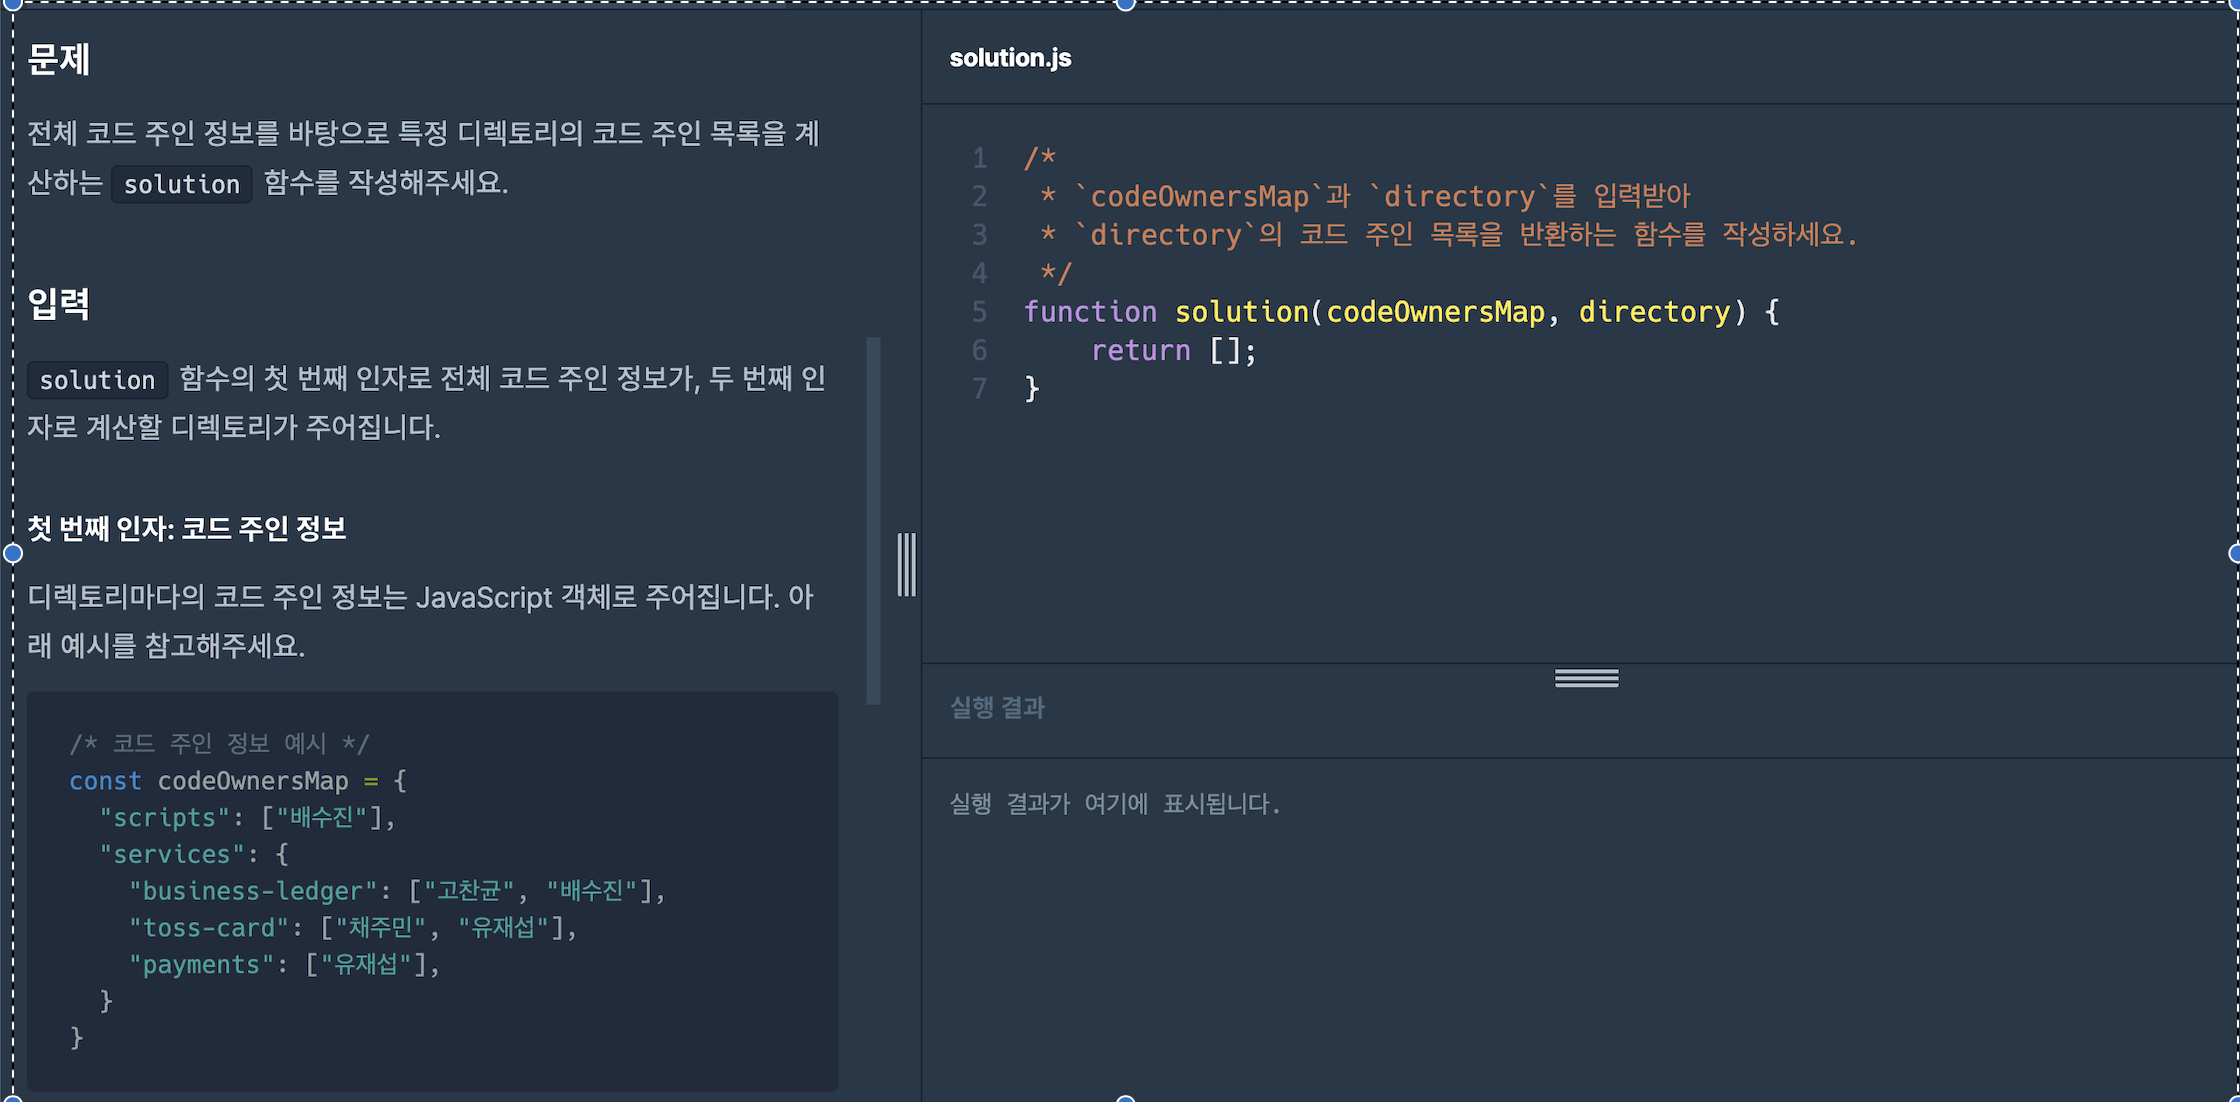 문제
전체 코드 주인 정보를 바탕으로 특정 디렉토리의 코드 주인 목록을 계
산하는 solution 함수를 작성해주세요.
입력
solution 함수의 첫 번째 인자로 전체 코드 주인 정보가, 두 번째 인
자로 계산할 디렉토리가 주어집니다.
첫 번째 인자: 코드 주인 정보
디렉토리마다의 코드 주인 정보는 JavaScript 객체로 주어집니다. 아
래 예시를 참고해주세요.
/* 코드 주인 정보 예시 */
const codeOwnersMap = {
  "scripts": ["배수진"],
  "services": {
    "business-ledger": ["고찬균", "배수진"],
    "toss-card": ["채주민", "유재섭"],
    "payments": ["유재섭"],
  }
}
solution.js
1 /*
2  * `codeOwnersMap`과 `directory`를 입력받아
3  * `directory`의 코드 주인 목록을 반환하는 함수를 작성하세요.
4  */
5 function solution(codeOwnersMap, directory) {
6     return [];
7 }
실행 결과
실행 결과가 여기에 표시됩니다.